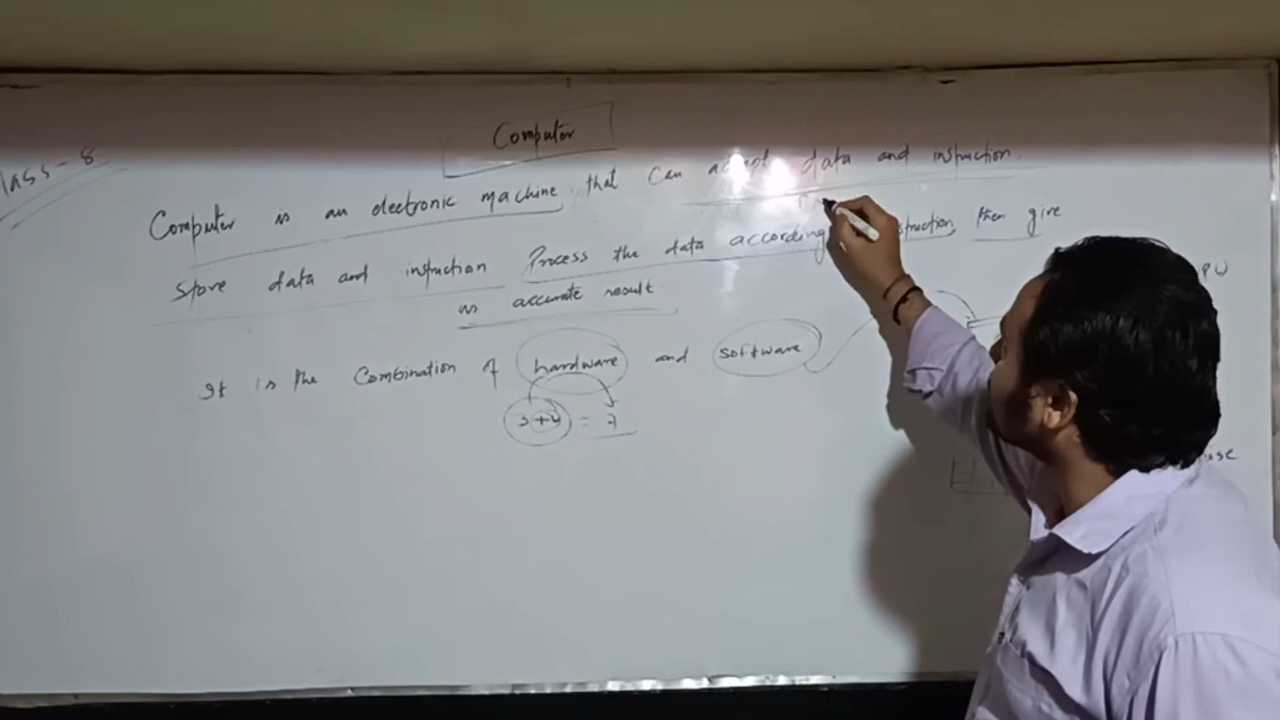 Computer
Class-8
Computer is an electronic machine, that can accept data and instruction.
store data and instruction Process the data according instruction, then give
us accurate result
It is the Combination of hardware and software
3+4 = 7